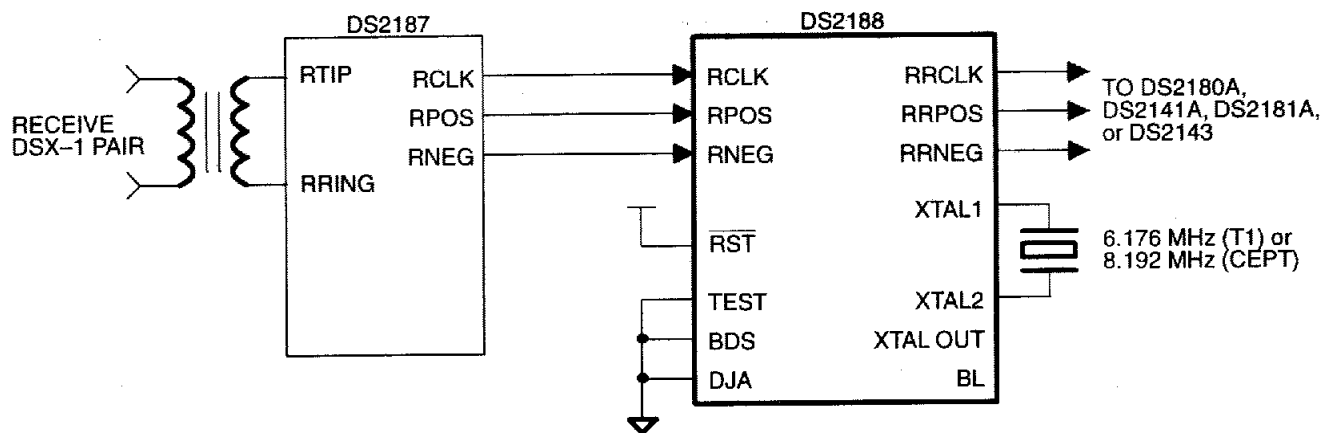 DS2187
DS2188
RTIP
RCLK
RCLK
RRCLK
TO DS2180A,
RPOS
RPOS
RRPOS
DS2141A, DS2181A,
or DS2143
RECEIVE
DSX–1 PAIR
RNEG
RNEG
RRNEG
RRING
XTAL1
RST
6.176 MHz (T1) or
8.192 MHz (CEPT)
TEST
XTAL2
BDS
XTAL OUT
DJA
BL